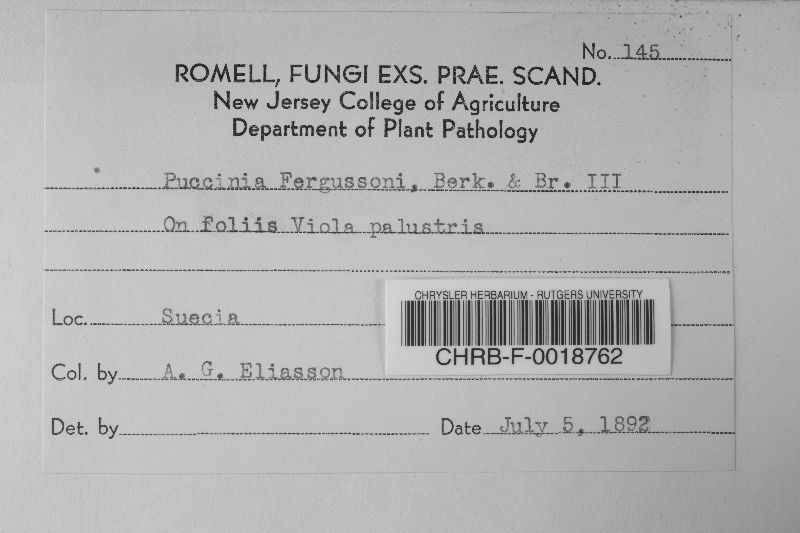 No. 145
ROMELL, FUNGI EXS. PRAE. SCAND.
New Jersey College of Agriculture
Department of Plant Pathology
Puccinia Fergussoni, Berk. & Br. III
On foliis Viola palustris
Loc. Suecia
CHRYSLER HERBARIUM - RUTGERS UNIVERSITY
CHRB-F-0018762
Col. by A. G. Eliasson
Det. by
Date July 5, 1892